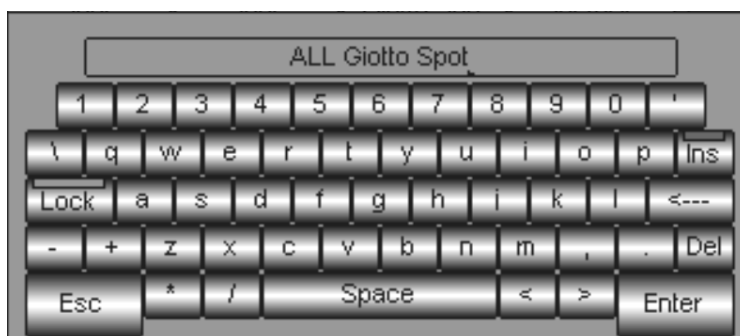 ALL Giotto Spot
1 2 3 4 5 6 7 8 9 0 '
\ q w e r t y u i o p Ins
Lock a s d f g h j k l <---
- + z x c v b n m , . Del
Esc * / Space < > Enter